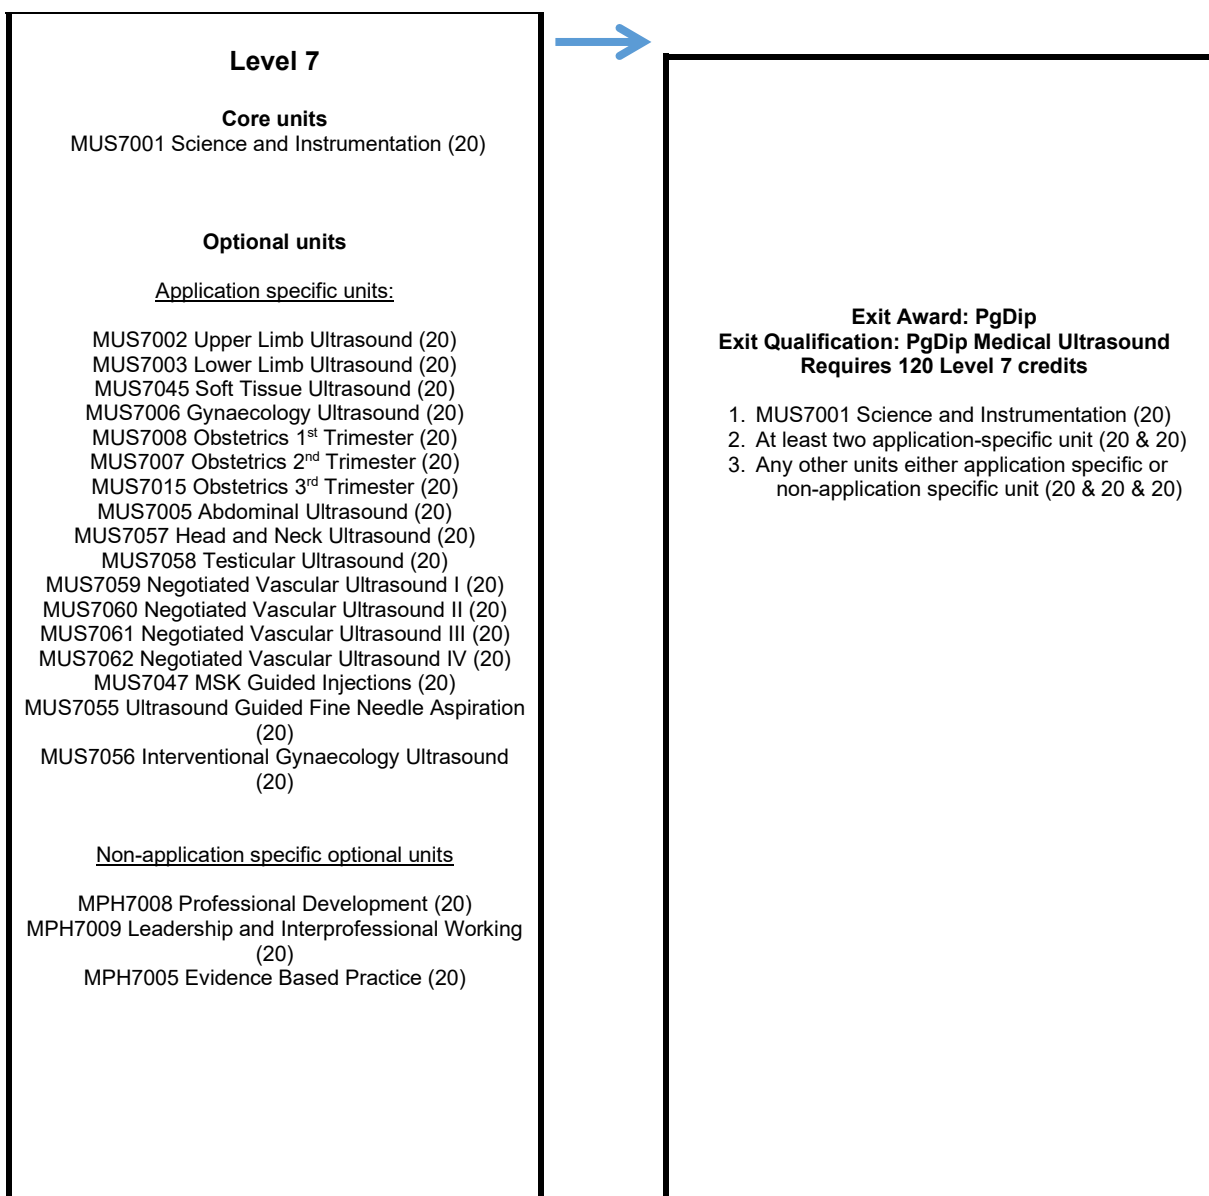 Level 7
Core units
MUS7001 Science and Instrumentation (20)
Optional units
Application specific units:
MUS7002 Upper Limb Ultrasound (20)
MUS7003 Lower Limb Ultrasound (20)
MUS7045 Soft Tissue Ultrasound (20)
MUS7006 Gynaecology Ultrasound (20)
MUS7008 Obstetrics 1st Trimester (20)
MUS7007 Obstetrics 2nd Trimester (20)
MUS7015 Obstetrics 3rd Trimester (20)
MUS7005 Abdominal Ultrasound (20)
MUS7057 Head and Neck Ultrasound (20)
MUS7058 Testicular Ultrasound (20)
MUS7059 Negotiated Vascular Ultrasound I (20)
MUS7060 Negotiated Vascular Ultrasound II (20)
MUS7061 Negotiated Vascular Ultrasound III (20)
MUS7062 Negotiated Vascular Ultrasound IV (20)
MUS7047 MSK Guided Injections (20)
MUS7055 Ultrasound Guided Fine Needle Aspiration
(20)
MUS7056 Interventional Gynaecology Ultrasound
(20)
Non-application specific optional units
MPH7008 Professional Development (20)
MPH7009 Leadership and Interprofessional Working
(20)
MPH7005 Evidence Based Practice (20)
Exit Award: PgDip
Exit Qualification: PgDip Medical Ultrasound
Requires 120 Level 7 credits
1. MUS7001 Science and Instrumentation (20)
2. At least two application-specific unit (20 & 20)
3. Any other units either application specific or
non-application specific unit (20 & 20 & 20)